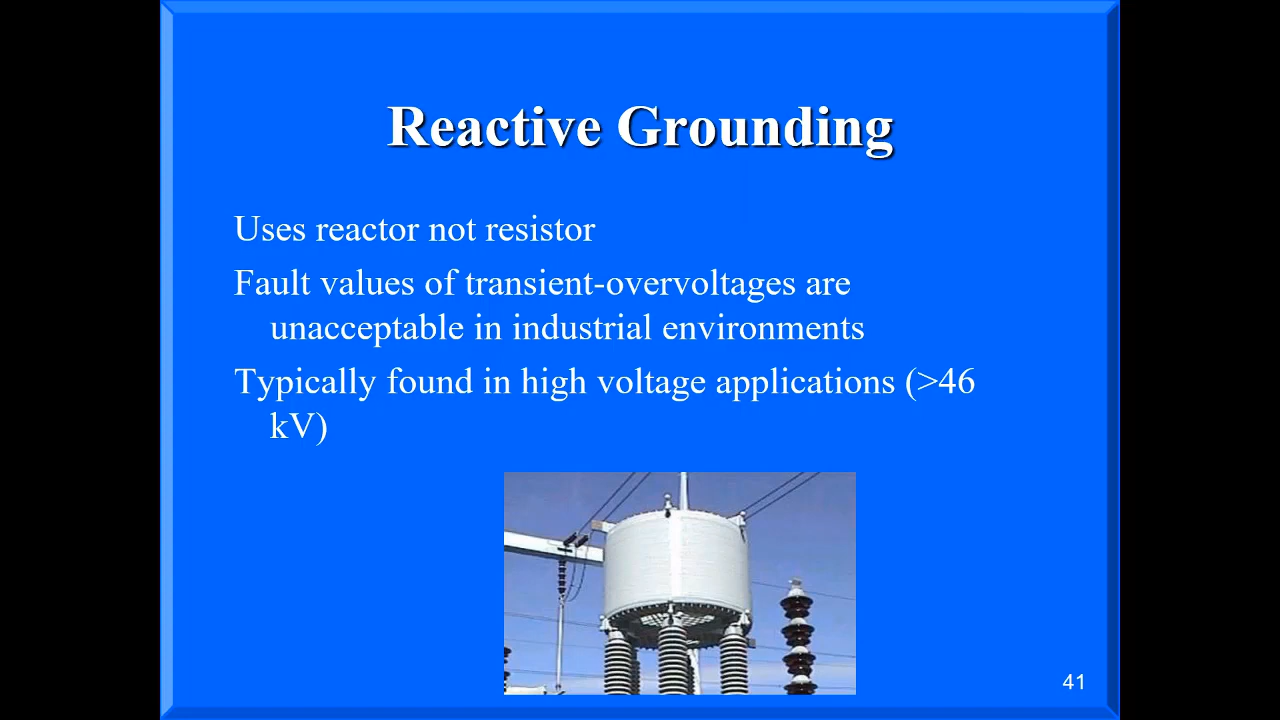 Reactive Grounding
Uses reactor not resistor
Fault values of transient-overvoltages are
unacceptable in industrial environments
Typically found in high voltage applications (>46
kV)
41